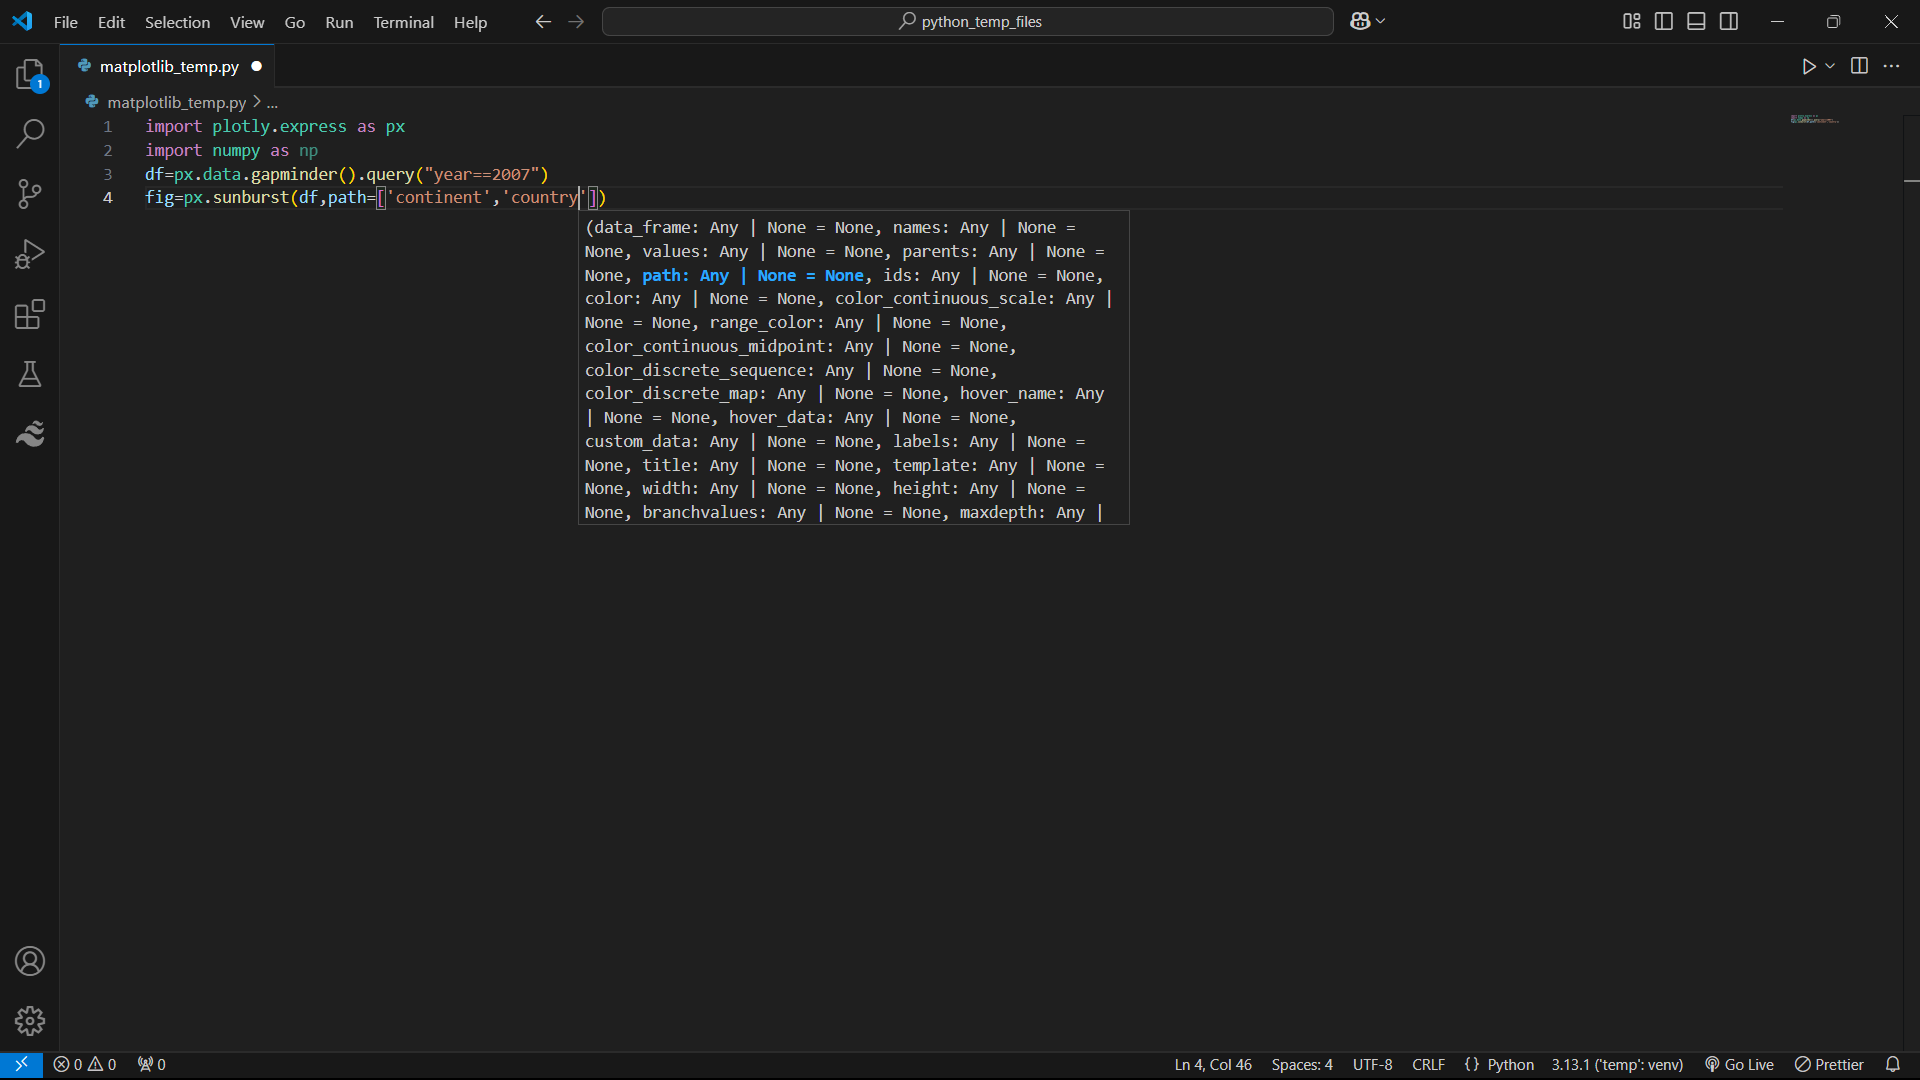 File Edit Selection View Go Run Terminal Help
python_temp_files
1
matplotlib_temp.py
matplotlib_temp.py > ...
1 import plotly.express as px
2 import numpy as np
3 df=px.data.gapminder().query("year==2007")
4 fig=px.sunburst(df,path=['continent','country'])
(data_frame: Any | None = None, names: Any | None =
None, values: Any | None = None, parents: Any | None =
None, path: Any | None = None, ids: Any | None = None,
color: Any | None = None, color_continuous_scale: Any |
None = None, range_color: Any | None = None,
color_continuous_midpoint: Any | None = None,
color_discrete_sequence: Any | None = None,
color_discrete_map: Any | None = None, hover_name: Any
| None = None, hover_data: Any | None = None,
custom_data: Any | None = None, labels: Any | None =
None, title: Any | None = None, template: Any | None =
None, width: Any | None = None, height: Any | None =
None, branchvalues: Any | None = None, maxdepth: Any |
0 0 0 Ln 4, Col 46 Spaces: 4 UTF-8 CRLF {} Python 3.13.1 ('temp': venv) Go Live Prettier